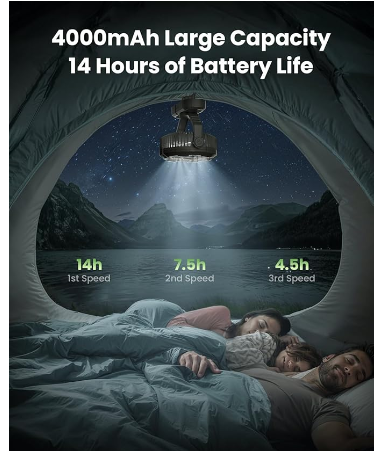 4000mAh Large Capacity
14 Hours of Battery Life
14h
7.5h
4.5h
1st Speed
2nd Speed
3rd Speed